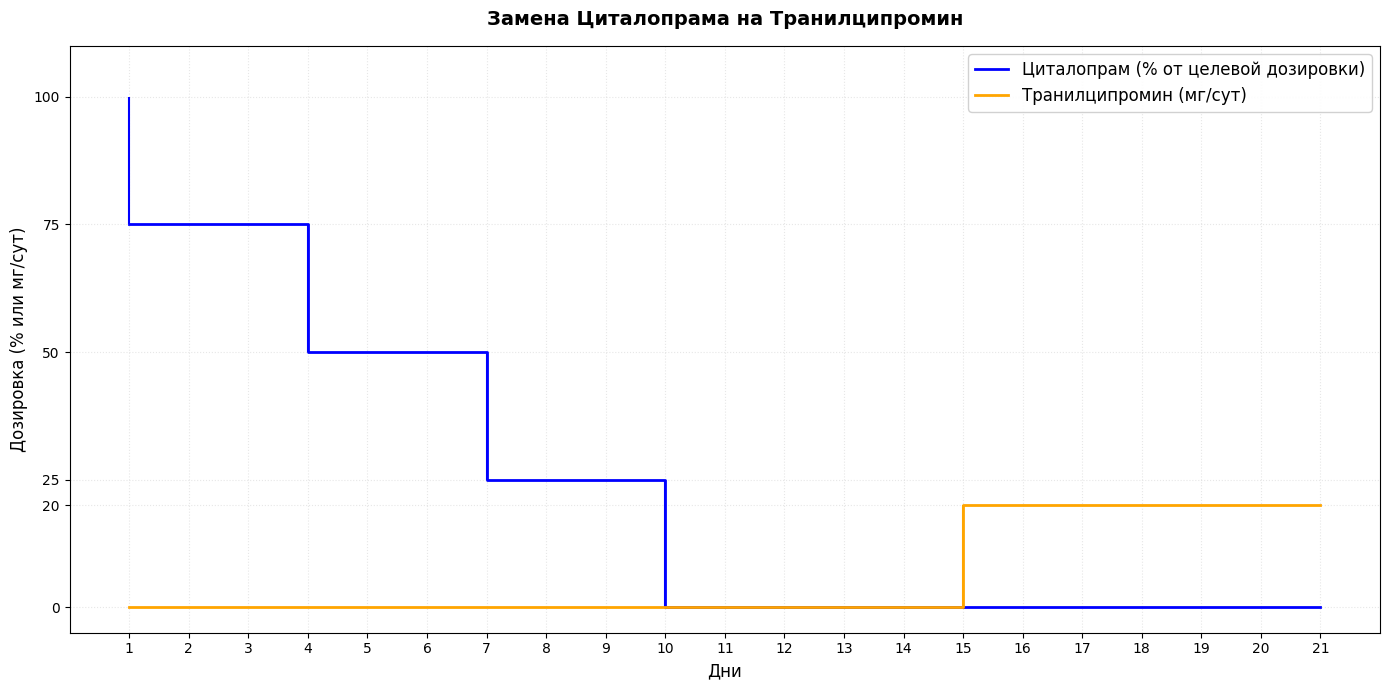 Замена Циталопрама на Транилципромин
Циталопрам (% от целевой дозировки)
Транилципромин (мг/сут)
Дозировка (% или мг/сут)
100
75
50
25
20
0
1 2 3 4 5 6 7 8 9 10 11 12 13 14 15 16 17 18 19 20 21
Дни